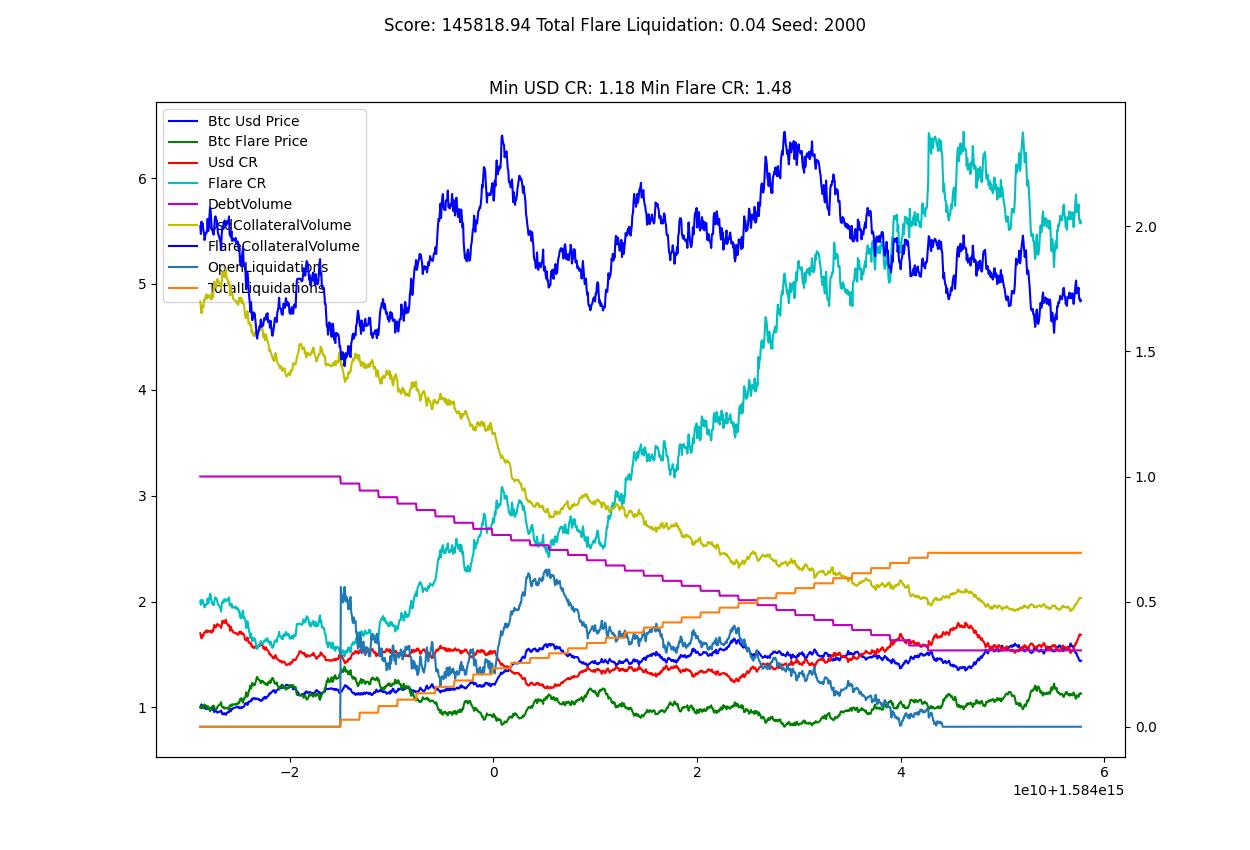 Score: 145818.94 Total Flare Liquidation: 0.04 Seed: 2000
Min USD CR: 1.18 Min Flare CR: 1.48
Btc Usd Price
Btc Flare Price
Usd CR
Flare CR
DebtVolume
UsdCollateralVolume
FlareCollateralVolume
OpenLiquidations
TotalLiquidations
6
5
4
3
2
1
2.0
1.5
1.0
0.5
0.0
−2
0
2
4
6
1e10+1.584e15